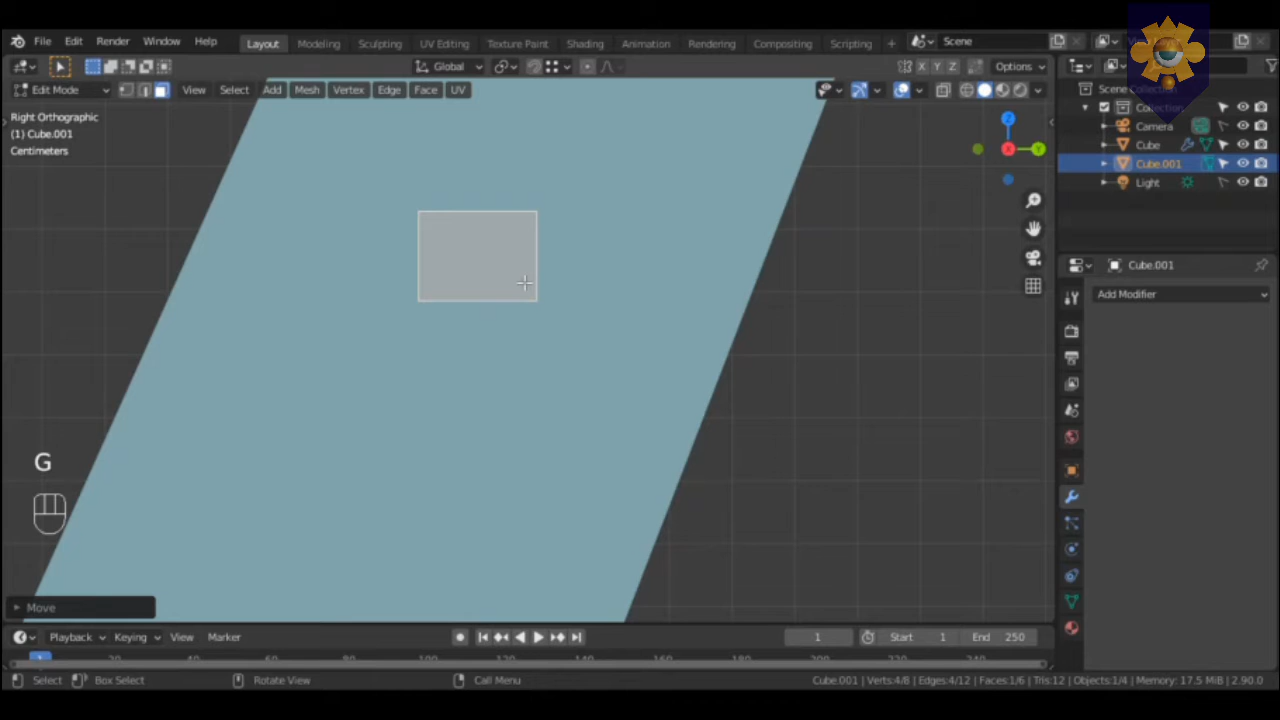 File Edit Render Window Help Layout Modeling Sculpting UV Editing Texture Paint Shading Animation Rendering Compositing Scripting + Scene
Global Options
X Y Z
Edit Mode View Select Add Mesh Vertex Edge Face UV
Scene Collection
Right Orthographic
(1) Cube.001
Centimeters
Camera
Cube
Cube.001
Light
Z
X
Y
Cube.001
Add Modifier
G
Move
Playback Keying View Marker 1 Start 1 End 250
Select Box Select Rotate View Call Menu Cube.001 | Verts:4/8 | Edges:4/12 | Faces:1/6 | Tris:12 | Objects:1/4 | Memory: 17.5 MiB | 2.90.0